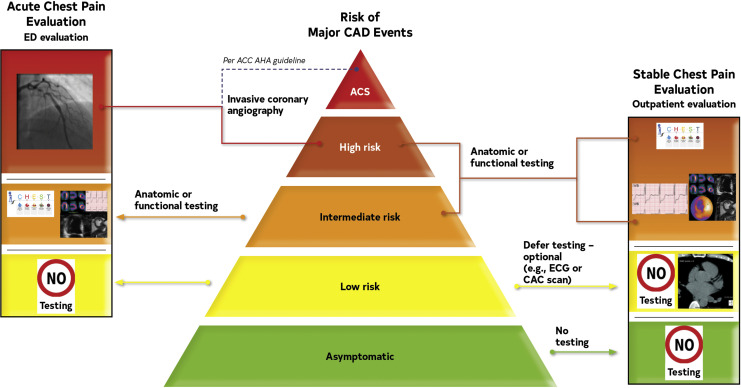 Acute Chest Pain
Evaluation
ED evaluation
Risk of
Major CAD Events
Per ACC AHA guideline
Invasive coronary
angiography
ACS
High risk
Anatomic or
functional testing
Stable Chest Pain
Evaluation
Outpatient evaluation
C H E S T
C H E S T
Anatomic or
functional testing
Intermediate risk
NO
Testing
Low risk
Defer testing –
optional
(e.g., ECG or
CAC scan)
NO
Testing
Asymptomatic
No
testing
NO
Testing